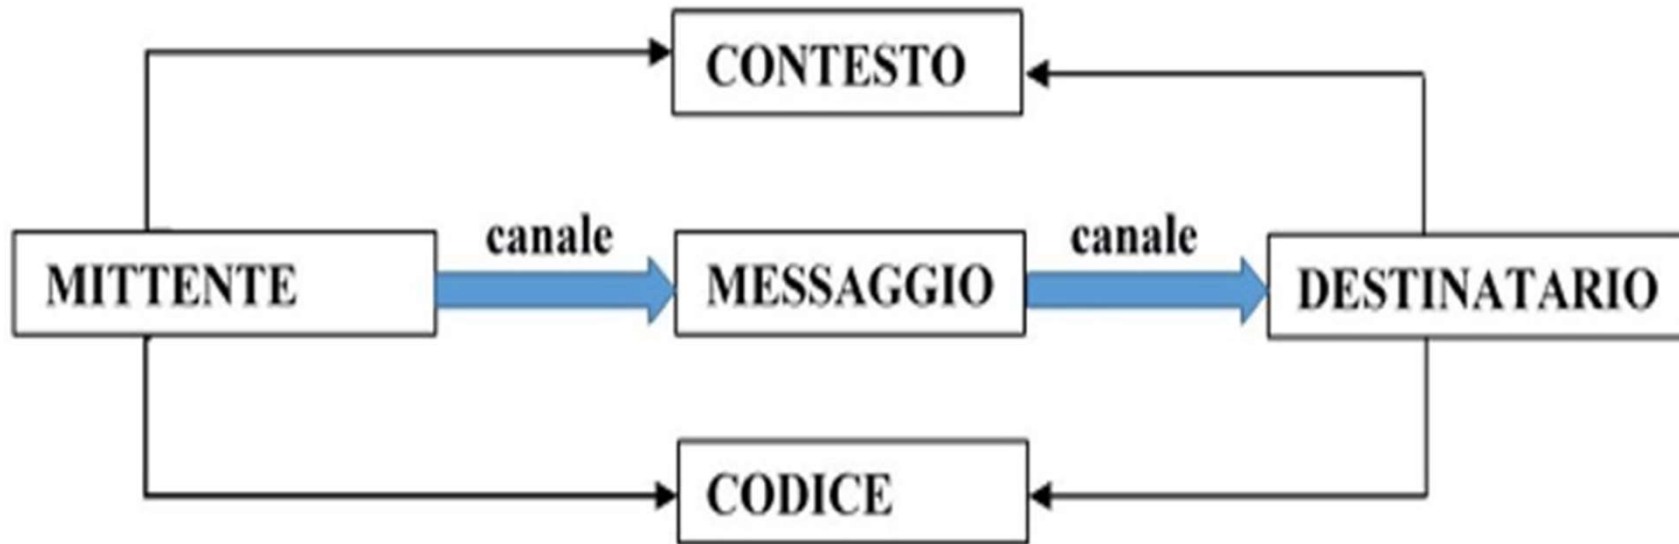 CONTESTO
canale
canale
MITTENTE
MESSAGGIO
DESTINATARIO
CODICE